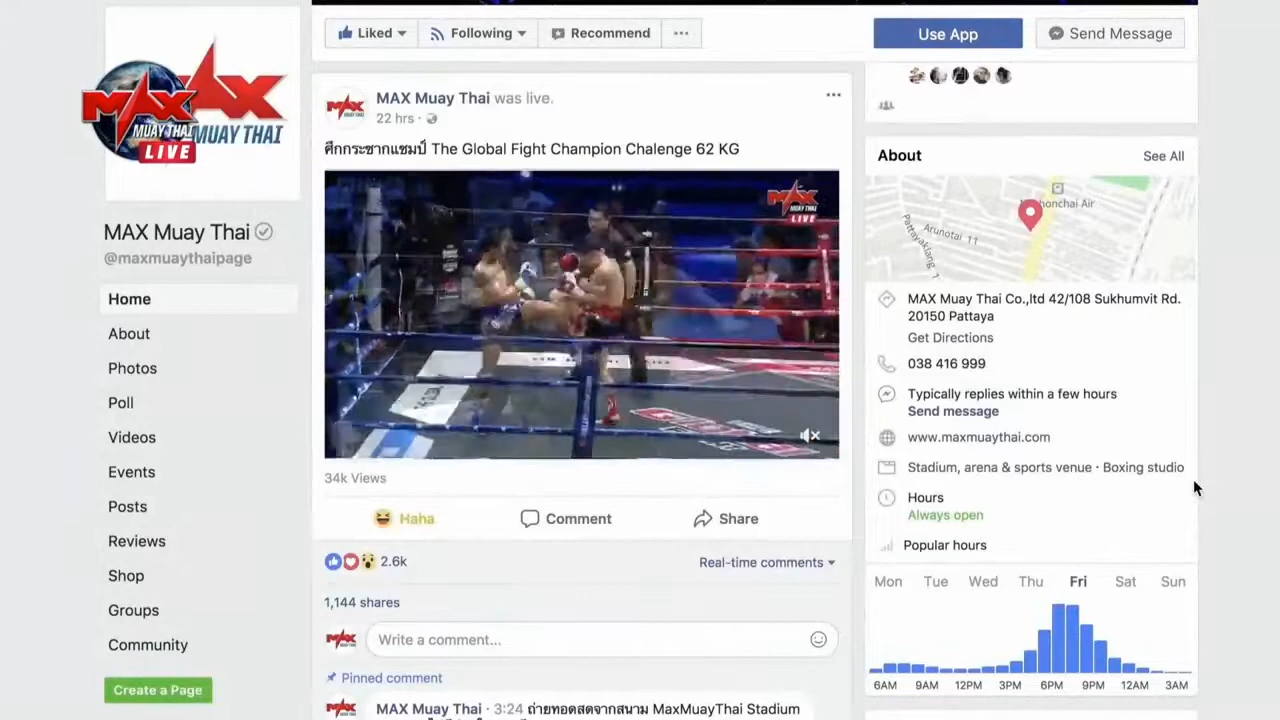 Liked
Following
Recommend
Use App
Send Message
MAX
MUAY THAI
MAX
MUAY THAI
LIVE
MAX Muay Thai
@maxmuaythaipage
Home
About
Photos
Poll
Videos
Events
Posts
Reviews
Shop
Groups
Community
Create a Page
MAX Muay Thai was live.
22 hrs
ศึกกระชากแชมป์ The Global Fight Champion Chalenge 62 KG
MAX
MUAY THAI
LIVE
34k Views
Haha
Comment
Share
2.6k
Real-time comments
1,144 shares
Write a comment...
Pinned comment
MAX Muay Thai · 3:24 ถ่ายทอดสดจากสนาม MaxMuayThai Stadium
About
See All
Arunotai 11
MAX Muay Thai Co.,ltd 42/108 Sukhumvit Rd.
20150 Pattaya
Get Directions
038 416 999
Typically replies within a few hours
Send message
www.maxmuaythai.com
Stadium, arena & sports venue · Boxing studio
Hours
Always open
Popular hours
Mon Tue Wed Thu Fri Sat Sun
6AM 9AM 12PM 3PM 6PM 9PM 12AM 3AM